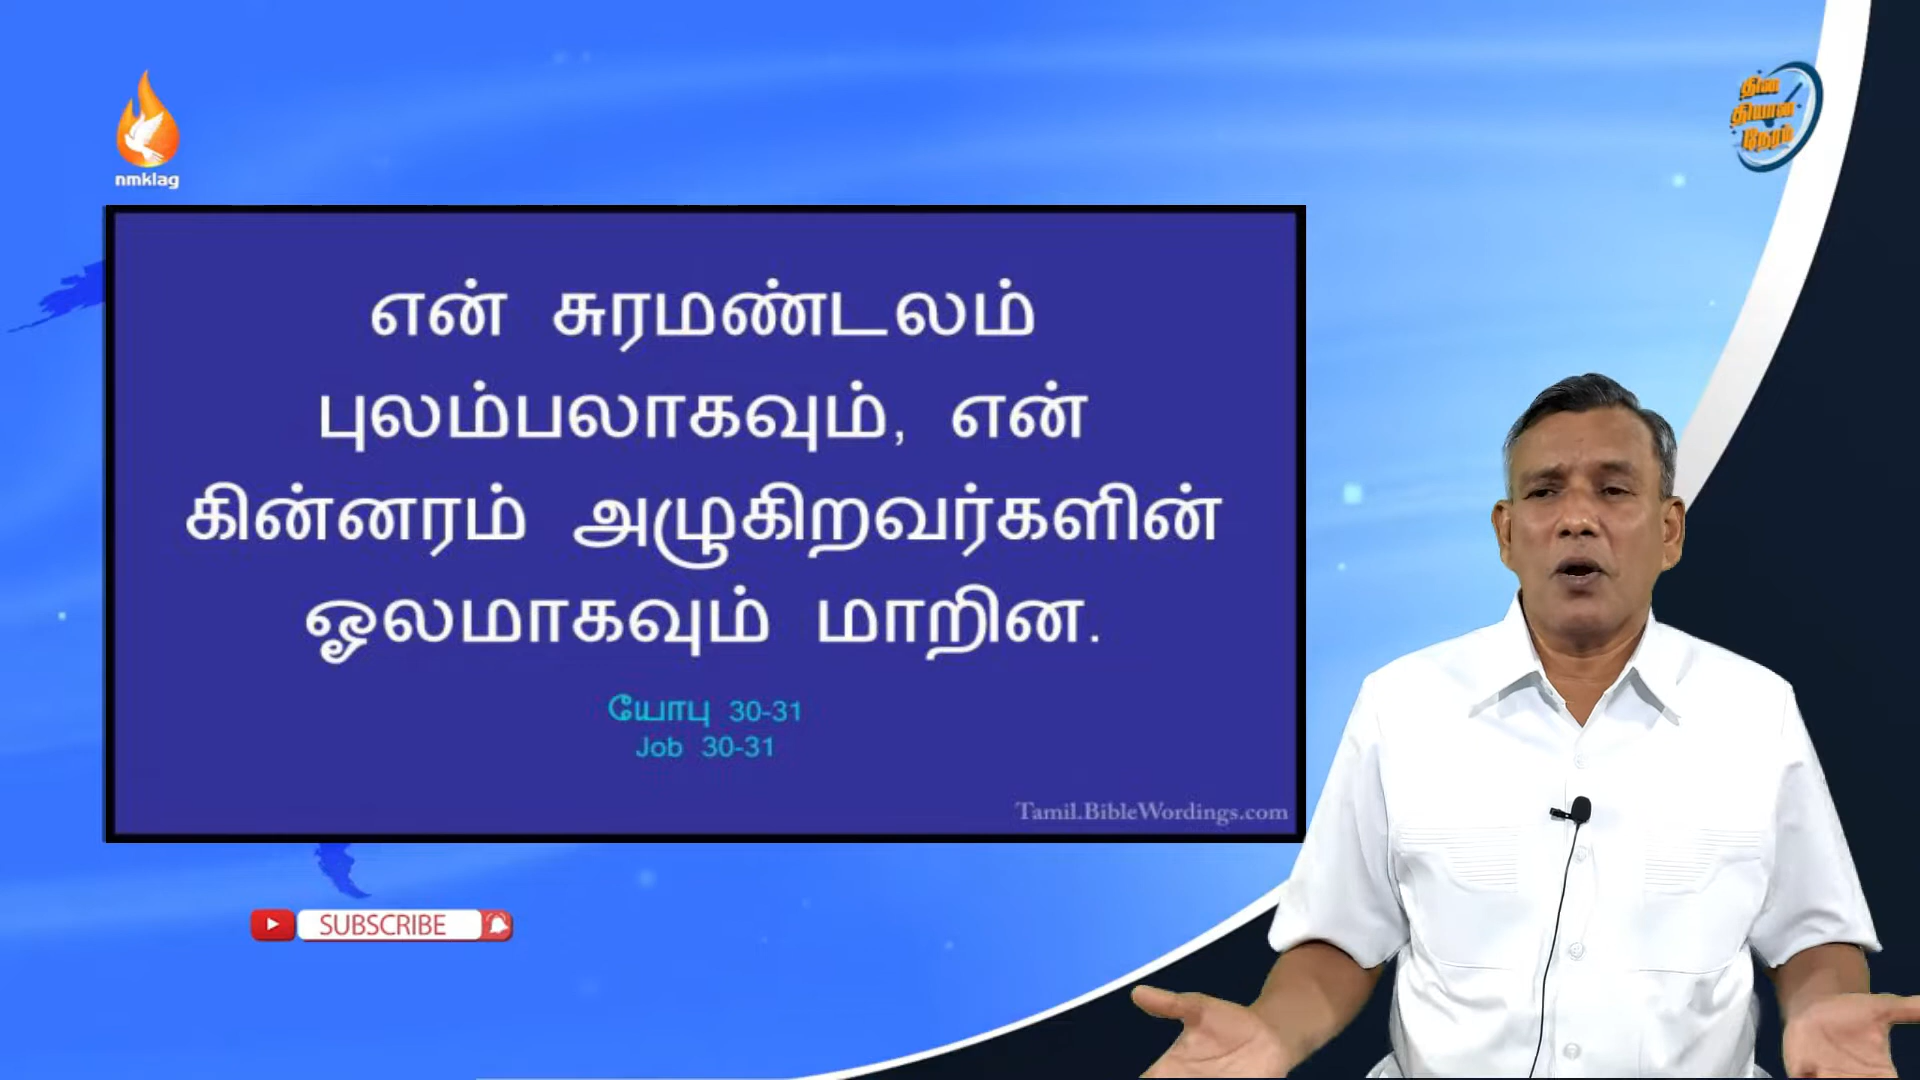 nmklag
தின
தியான
நேரம்
என் சுரமண்டலம்
புலம்பலாகவும், என்
கின்னரம் அழுகிறவர்களின்
ஓலமாகவும் மாறின.
யோபு 30-31
Job 30-31
Tamil.BibleWordings.com
SUBSCRIBE